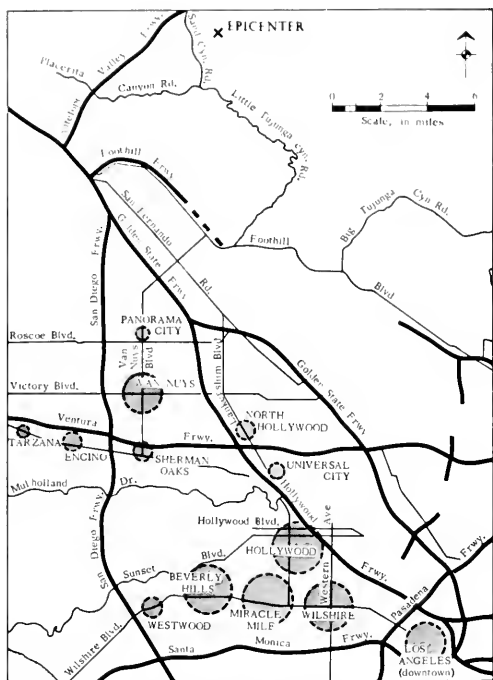 EPICENTER
Sand Cyn. Rd.
Antelope Valley Frwy.
Placerita
Canyon Rd.
Little Tujunga Cyn. Rd.
0 2 4 6
Scale, in miles
Foothill Frwy
San Fernando Rd.
Foothill Blvd
Big Tujunga Cyn Rd.
Golden State Frwy
San Diego Frwy.
PANORAMA
CITY
Roscoe Blvd.
Van Nuys Blvd
VAN NUYS
Victory Blvd.
Golden State Frwy
Ventura Frwy.
NORTH
HOLLYWOOD
TARZANA
ENCINO
SHERMAN
OAKS
UNIVERSAL
CITY
Mulholland Dr.
Hollywood Frwy.
Hollywood Blvd.
HOLLYWOOD
Western Ave
San Diego Frwy.
Sunset Blvd.
BEVERLY
HILLS
Pasadena Frwy.
WESTWOOD
MIRACLE
MILE
WILSHIRE
Wilshire Blvd.
Santa Monica Frwy.
LOS
ANGELES
(downtown)